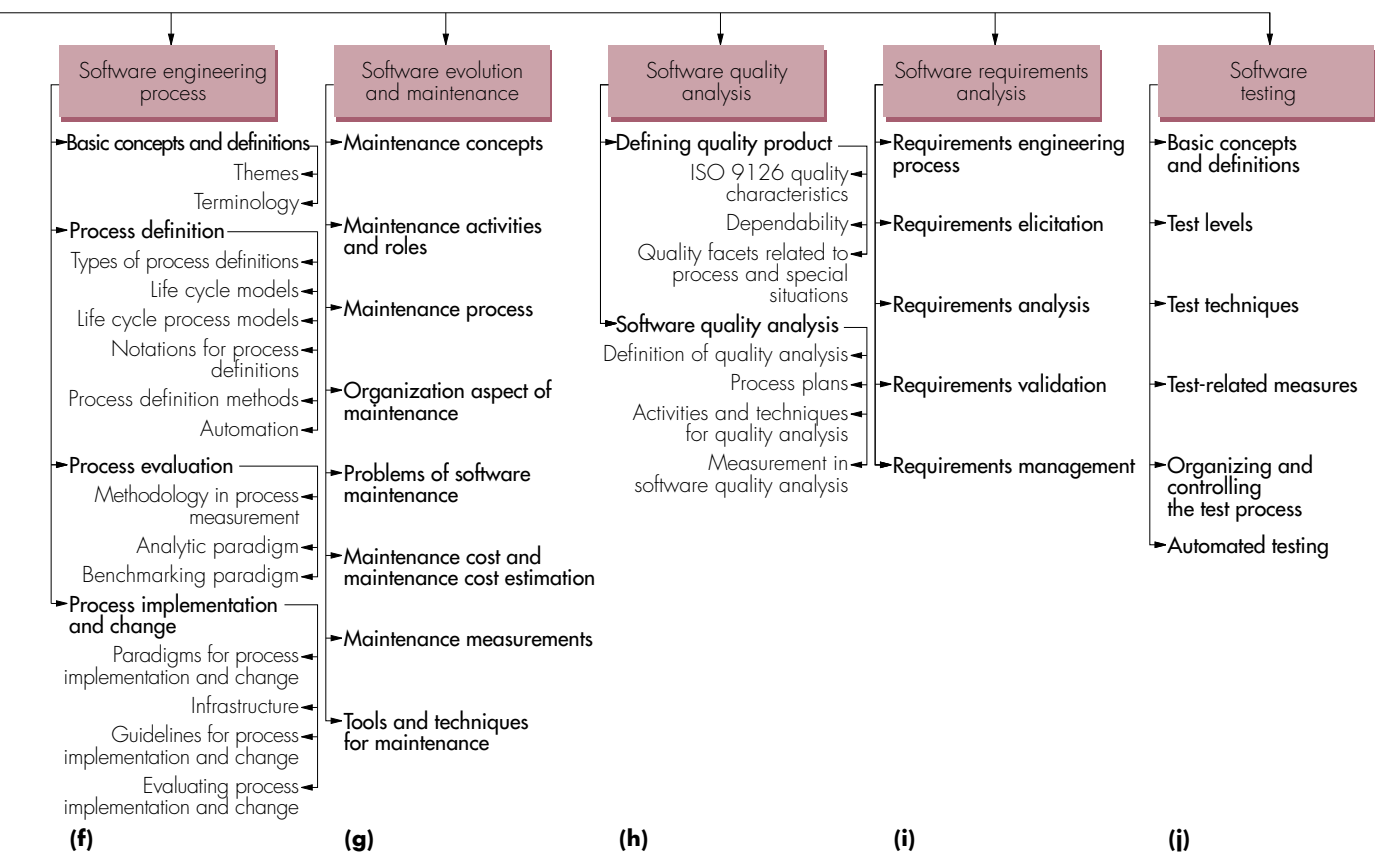 Software engineering
process
Basic concepts and definitions
Themes
Terminology
Process definition
Types of process definitions
Life cycle models
Life cycle process models
Notations for process
definitions
Process definition methods
Automation
Process evaluation
Methodology in process
measurement
Analytic paradigm
Benchmarking paradigm
Process implementation
and change
Paradigms for process
implementation and change
Infrastructure
Guidelines for process
implementation and change
Evaluating process
implementation and change
(f)
Software evolution
and maintenance
Maintenance concepts
Maintenance activities
and roles
Maintenance process
Organization aspect of
maintenance
Problems of software
maintenance
Maintenance cost and
maintenance cost estimation
Maintenance measurements
Tools and techniques
for maintenance
(g)
Software quality
analysis
Defining quality product
ISO 9126 quality
characteristics
Dependability
Quality facets related to
process and special
situations
Software quality analysis
Definition of quality analysis
Process plans
Activities and techniques
for quality analysis
Measurement in
software quality analysis
(h)
Software requirements
analysis
Requirements engineering
process
Requirements elicitation
Requirements analysis
Requirements validation
Requirements management
(i)
Software
testing
Basic concepts
and definitions
Test levels
Test techniques
Test-related measures
Organizing and
controlling
the test process
Automated testing
(j)